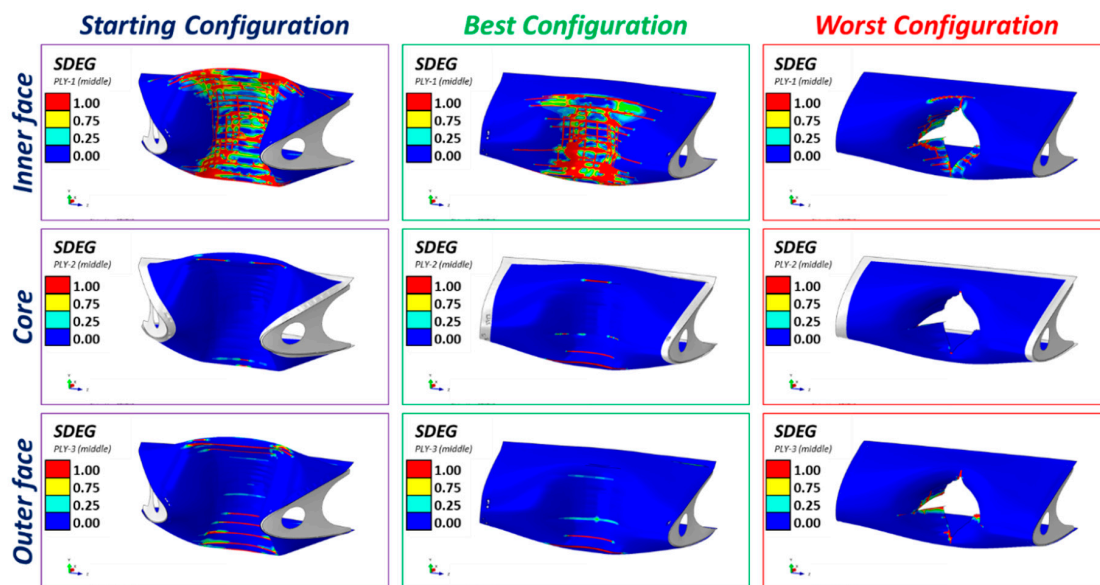 Starting Configuration
Best Configuration
Worst Configuration
Inner face
SDEG
PLY-1 (middle)
1.00
0.75
0.25
0.00
SDEG
PLY-1 (middle)
1.00
0.75
0.25
0.00
SDEG
PLY-1 (middle)
1.00
0.75
0.25
0.00
Core
SDEG
PLY-2 (middle)
1.00
0.75
0.25
0.00
SDEG
PLY-2 (middle)
1.00
0.75
0.25
0.00
SDEG
PLY-2 (middle)
1.00
0.75
0.25
0.00
Outer face
SDEG
PLY-3 (middle)
1.00
0.75
0.25
0.00
SDEG
PLY-3 (middle)
1.00
0.75
0.25
0.00
SDEG
PLY-3 (middle)
1.00
0.75
0.25
0.00